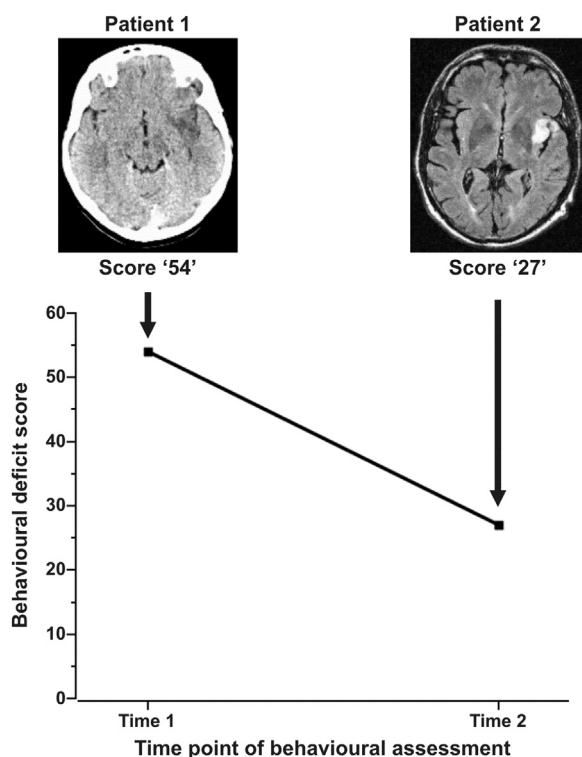 Patient 1
Patient 2
Score ‘54’
Score ‘27’
60
50
40
30
20
10
0
Behavioural deficit score
Time 1
Time 2
Time point of behavioural assessment